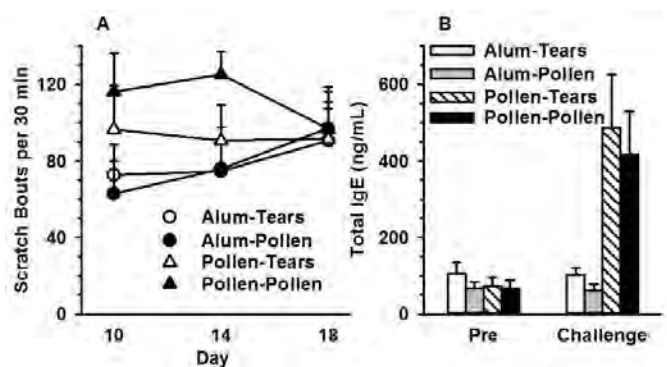 A
Scratch Bouts per 30 min
120
80
40
0
Alum-Tears
Alum-Pollen
Pollen-Tears
Pollen-Pollen
10
14
18
Day
B
Total IgE (ng/mL)
600
400
200
0
Alum-Tears
Alum-Pollen
Pollen-Tears
Pollen-Pollen
Pre
Challenge